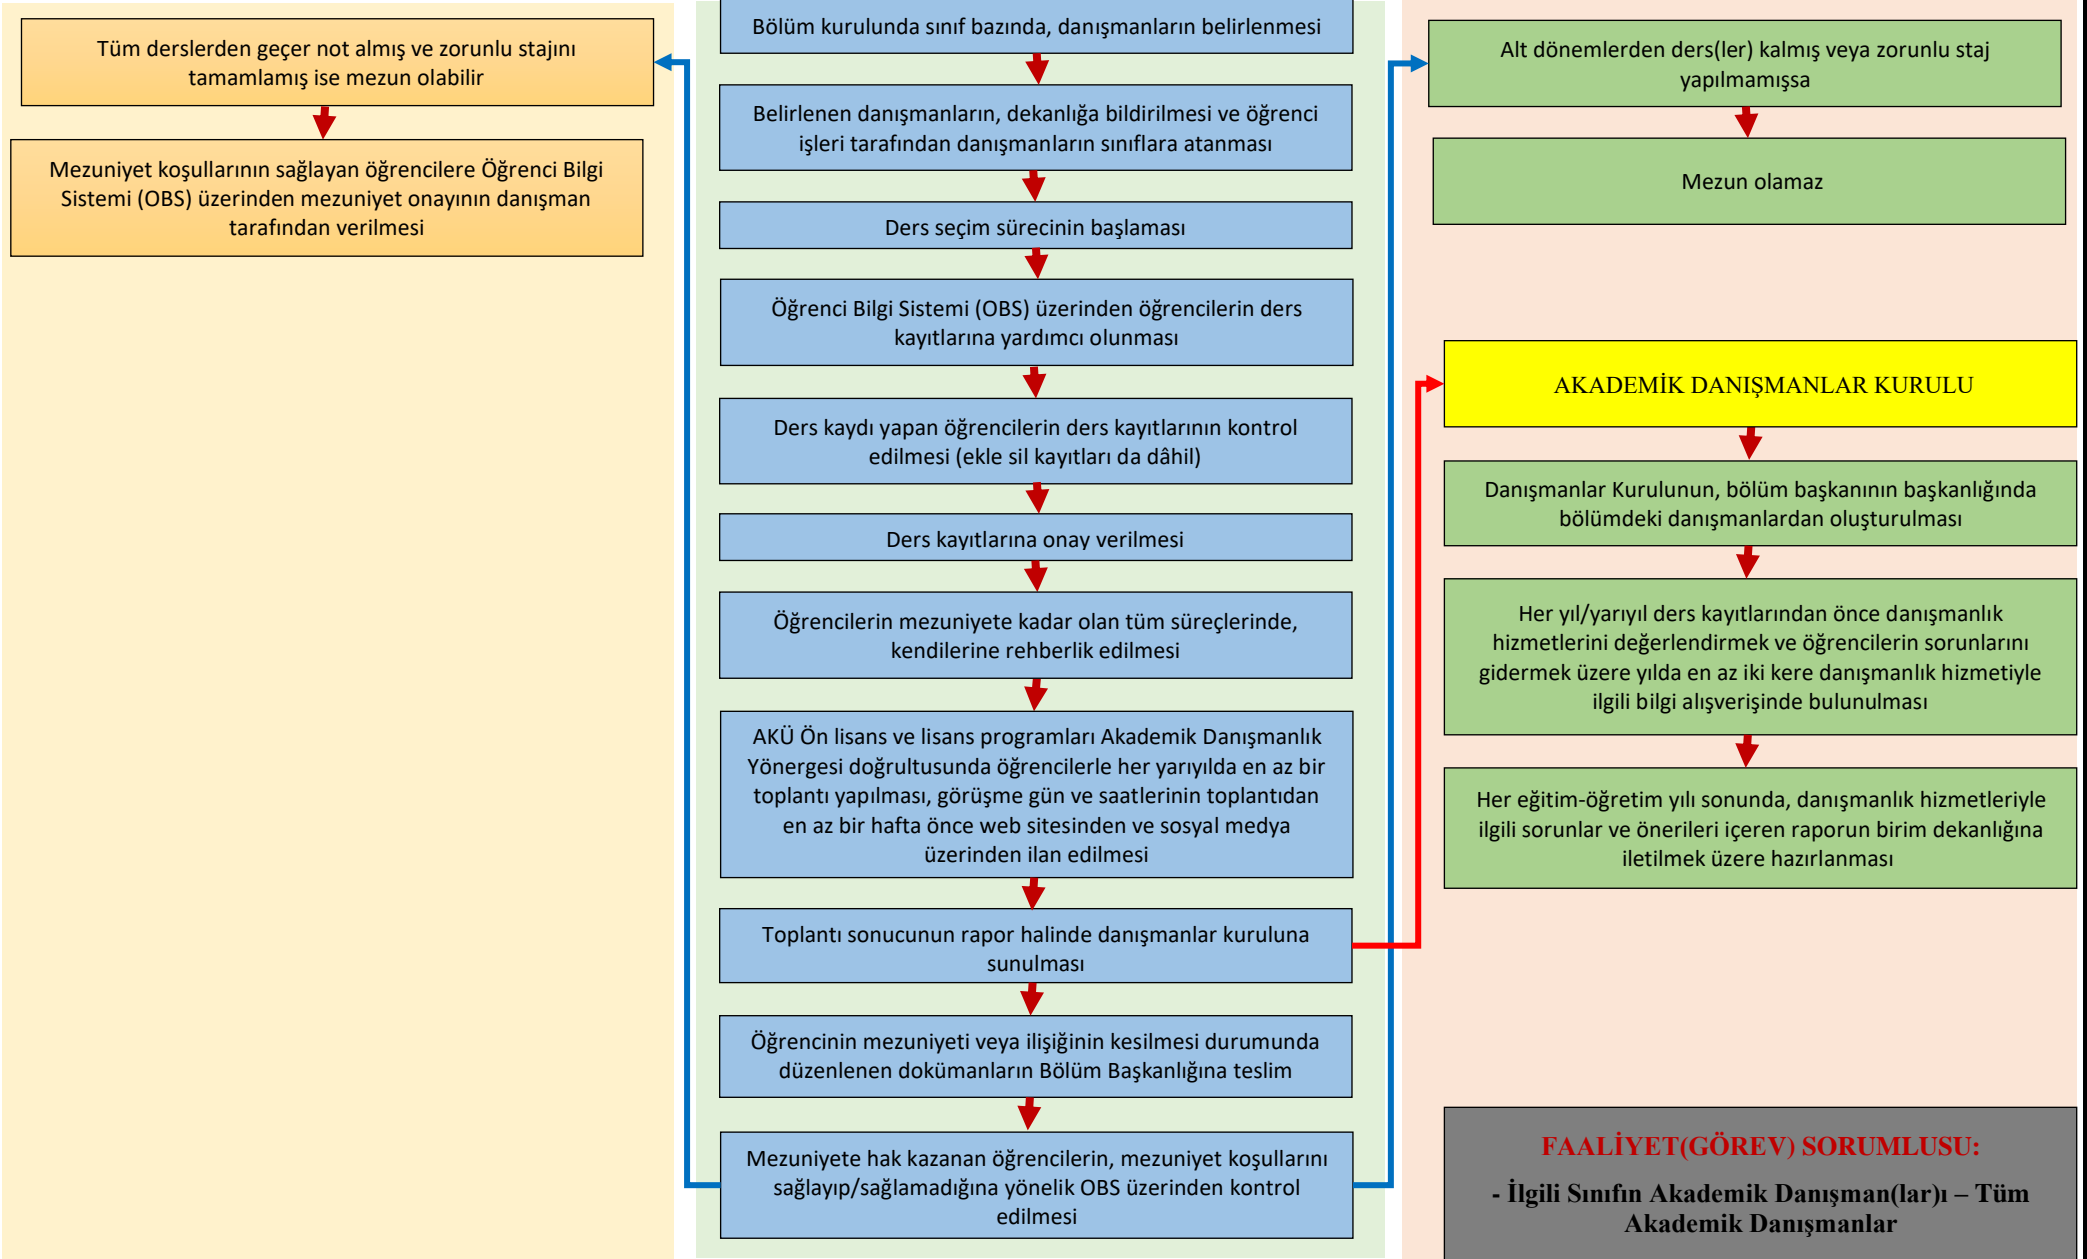 Tüm derslerden geçer not almış ve zorunlu stajını
tamamlamış ise mezun olabilir
Mezuniyet koşullarının sağlayan öğrencilere Öğrenci Bilgi
Sistemi (OBS) üzerinden mezuniyet onayının danışman
tarafından verilmesi
Bölüm kurulunda sınıf bazında, danışmanların belirlenmesi
Belirlenen danışmanların, dekanlığa bildirilmesi ve öğrenci
işleri tarafından danışmanların sınıflara atanması
Ders seçim sürecinin başlaması
Öğrenci Bilgi Sistemi (OBS) üzerinden öğrencilerin ders
kayıtlarına yardımcı olunması
Ders kaydı yapan öğrencilerin ders kayıtlarının kontrol
edilmesi (ekle sil kayıtları da dâhil)
Ders kayıtlarına onay verilmesi
Öğrencilerin mezuniyete kadar olan tüm süreçlerinde,
kendilerine rehberlik edilmesi
AKÜ Ön lisans ve lisans programları Akademik Danışmanlık
Yönergesi doğrultusunda öğrencilerle her yarıyılda en az bir
toplantı yapılması, görüşme gün ve saatlerinin toplantıdan
en az bir hafta önce web sitesinden ve sosyal medya
üzerinden ilan edilmesi
Toplantı sonucunun rapor halinde danışmanlar kuruluna
sunulması
Öğrencinin mezuniyeti veya ilişiğinin kesilmesi durumunda
düzenlenen dokümanların Bölüm Başkanlığına teslim
Mezuniyete hak kazanan öğrencilerin, mezuniyet koşullarını
sağlayıp/sağlamadığına yönelik OBS üzerinden kontrol
edilmesi
Alt dönemlerden ders(ler) kalmış veya zorunlu staj
yapılmamışsa
Mezun olamaz
AKADEMİK DANIŞMANLAR KURULU
Danışmanlar Kurulunun, bölüm başkanının başkanlığında
bölümdeki danışmanlardan oluşturulması
Her yıl/yarıyıl ders kayıtlarından önce danışmanlık
hizmetlerini değerlendirmek ve öğrencilerin sorunlarını
gidermek üzere yılda en az iki kere danışmanlık hizmetiyle
ilgili bilgi alışverişinde bulunulması
Her eğitim-öğretim yılı sonunda, danışmanlık hizmetleriyle
ilgili sorunlar ve önerileri içeren raporun birim dekanlığına
iletilmek üzere hazırlanması
FAALİYET(GÖREV) SORUMLUSU:
- İlgili Sınıfın Akademik Danışman(lar)ı – Tüm
Akademik Danışmanlar